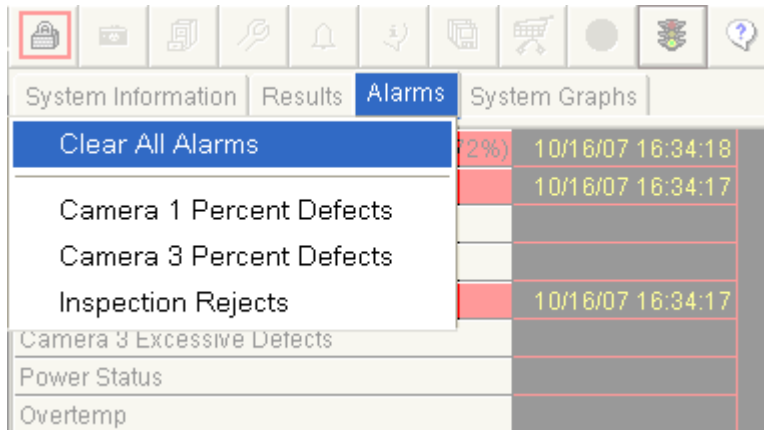 System Information Results Alarms System Graphs
Clear All Alarms
72%) 10/16/07 16:34:18
10/16/07 16:34:17
Camera 1 Percent Defects
Camera 3 Percent Defects
Inspection Rejects
10/16/07 16:34:17
Camera 3 Excessive Defects
Power Status
Overtemp